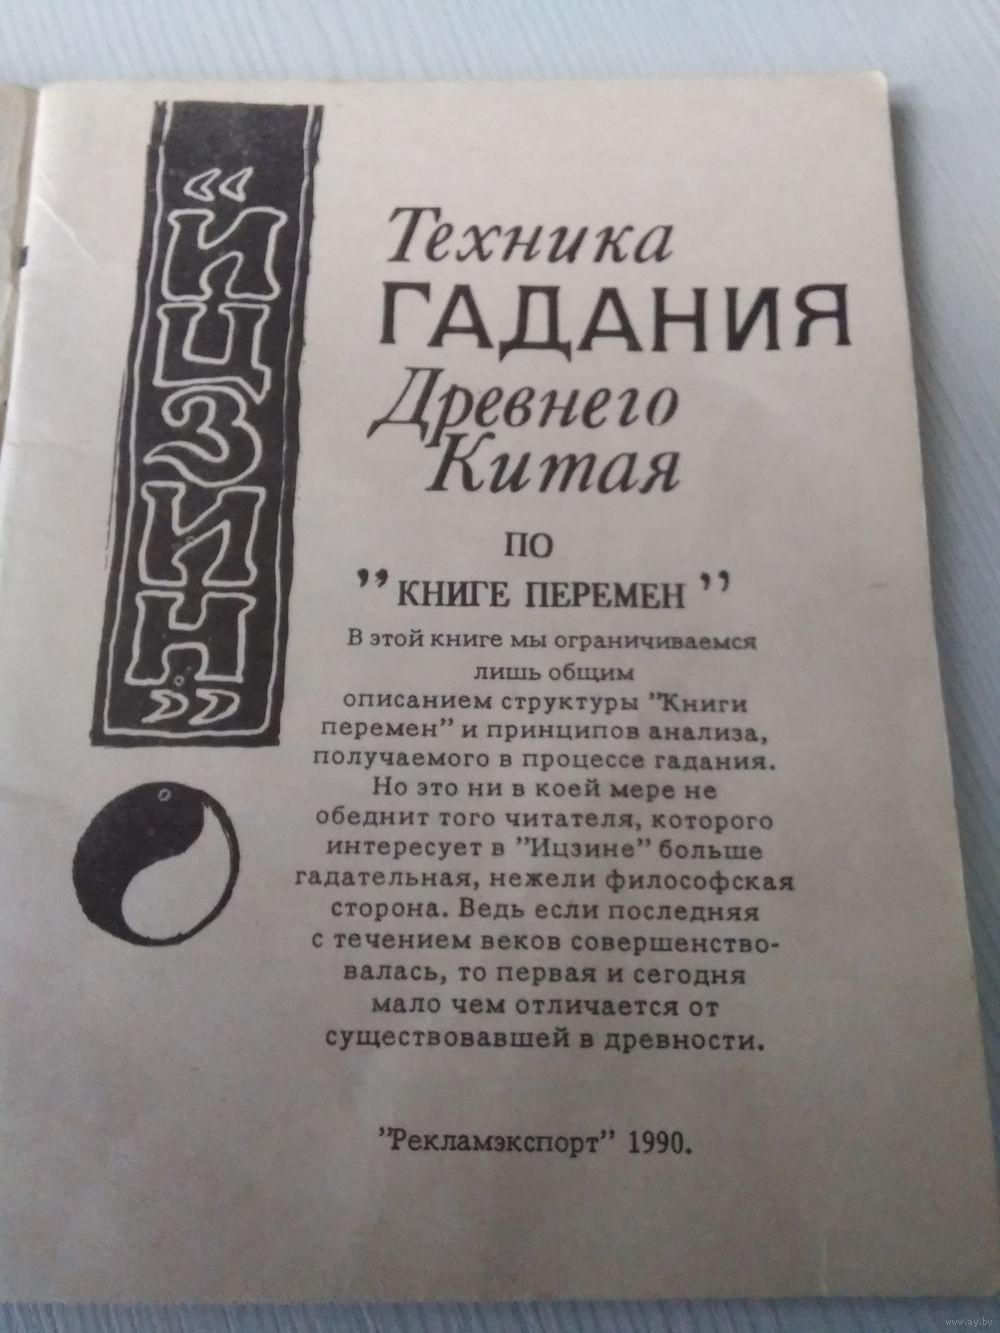 «ИЦЗИН»
Техника
ГАДАНИЯ
Древнего
Китая
ПО
”КНИГЕ ПЕРЕМЕН”
В этой книге мы ограничиваемся
лишь общим
описанием структуры ”Книги
перемен” и принципов анализа,
получаемого в процессе гадания.
Но это ни в коей мере не
обеднит того читателя, которого
интересует в ”Ицзине” больше
гадательная, нежели философская
сторона. Ведь если последняя
с течением веков совершенство-
валась, то первая и сегодня
мало чем отличается от
существовавшей в древности.
”Рекламэкспорт” 1990.
www.ay.by